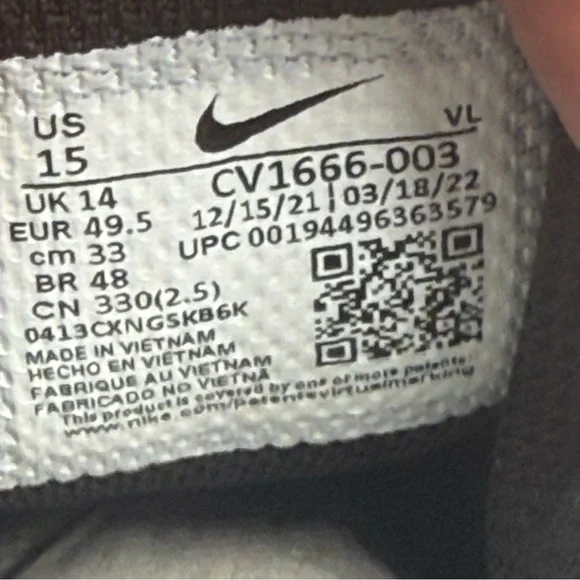 US
15
VL
CV1666-003
UK 14
12/15/21|03/18/22
EUR 49.5
UPC 00194496363579
cm 33
BR 48
CN 330(2.5)
0413CXNG5KB6K
MADE IN VIETNAM
HECHO EN VIETNAM
FABRIQUE AU VIETNAM
FABRICADO NO VIETNÃ
This product is covered by one or more patents:
www.nike.com/patentsvirtualmarking